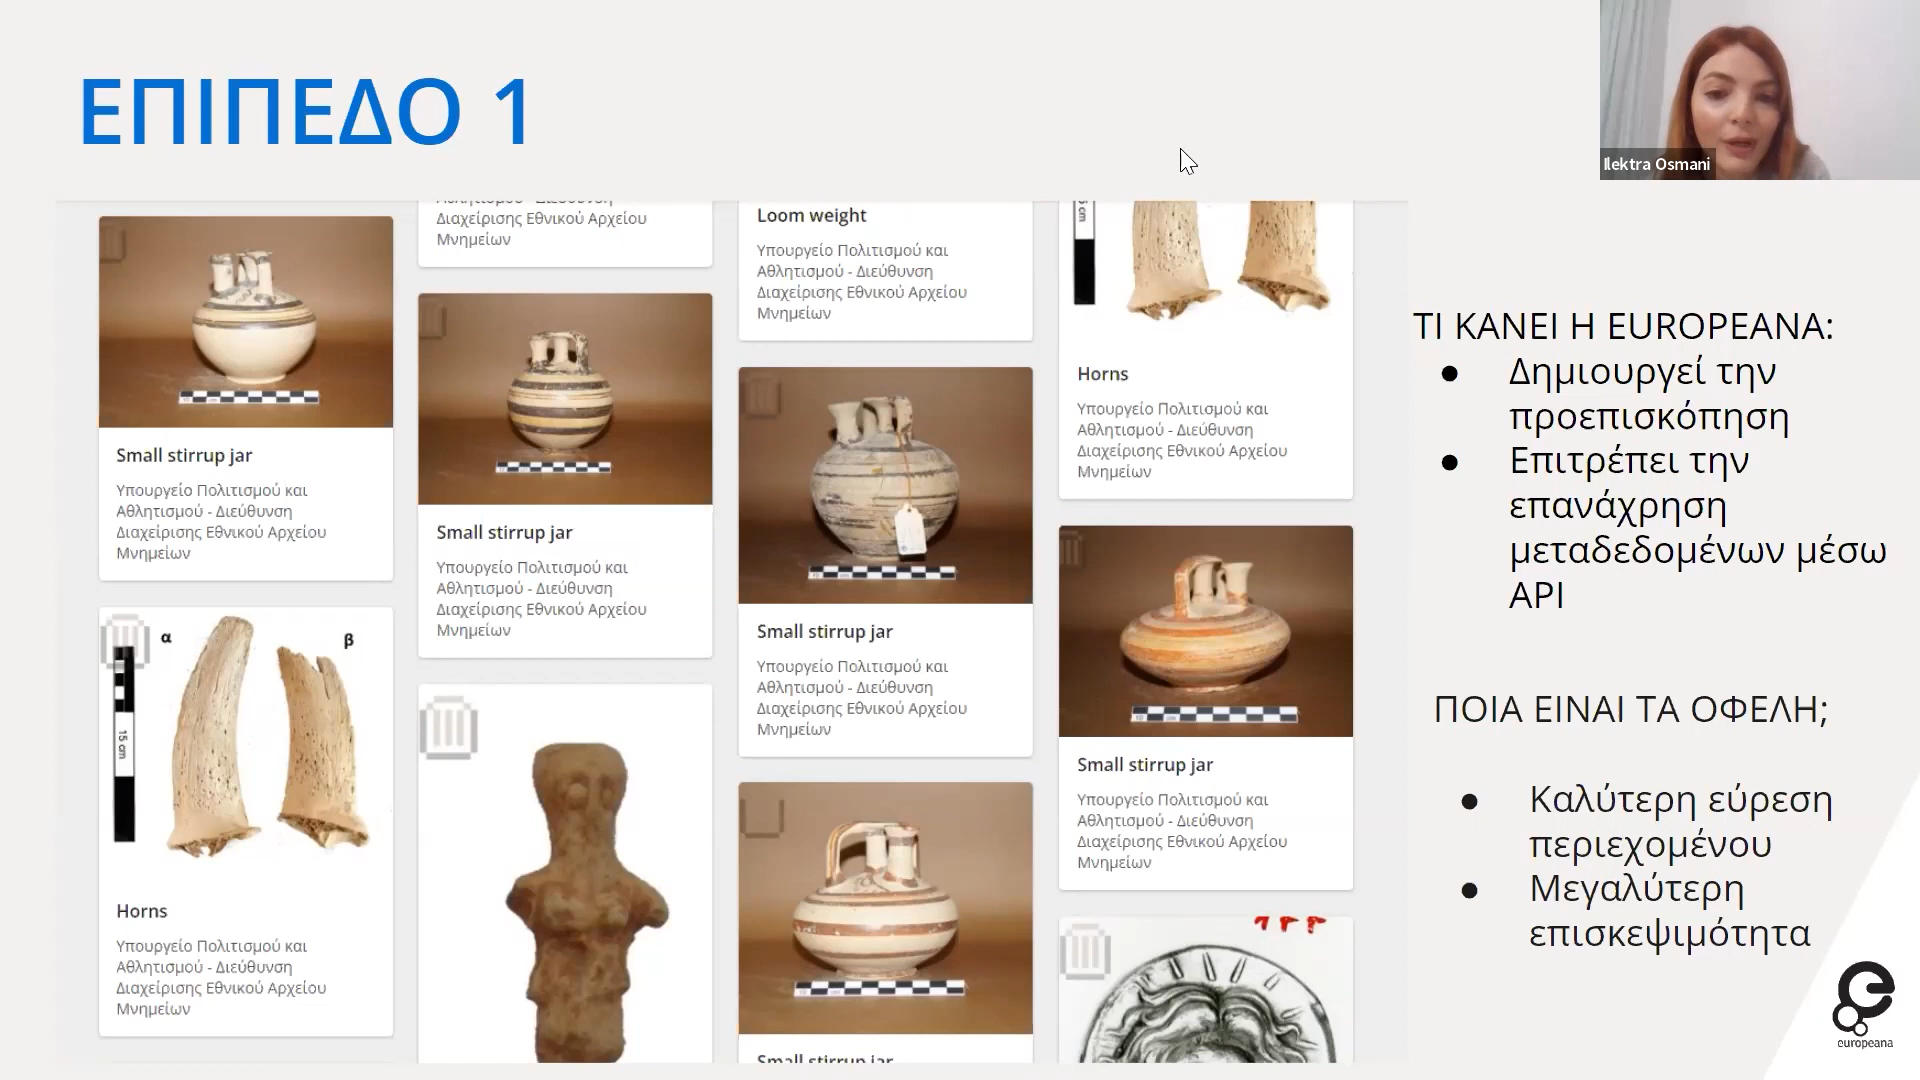 ΕΠΙΠΕΔΟ 1
Ilektra Osmani
Small stirrup jar
Υπουργείο Πολιτισμού και
Αθλητισμού - Διεύθυνση
Διαχείρισης Εθνικού Αρχείου
Μνημείων
α
β
15 cm
Horns
Υπουργείο Πολιτισμού και
Αθλητισμού - Διεύθυνση
Διαχείρισης Εθνικού Αρχείου
Μνημείων
Διαχείρισης Εθνικού Αρχείου
Μνημείων
Small stirrup jar
Υπουργείο Πολιτισμού και
Αθλητισμού - Διεύθυνση
Διαχείρισης Εθνικού Αρχείου
Μνημείων
Loom weight
Υπουργείο Πολιτισμού και
Αθλητισμού - Διεύθυνση
Διαχείρισης Εθνικού Αρχείου
Μνημείων
Small stirrup jar
Υπουργείο Πολιτισμού και
Αθλητισμού - Διεύθυνση
Διαχείρισης Εθνικού Αρχείου
Μνημείων
Small stirrup jar
cm
Horns
Υπουργείο Πολιτισμού και
Αθλητισμού - Διεύθυνση
Διαχείρισης Εθνικού Αρχείου
Μνημείων
Small stirrup jar
Υπουργείο Πολιτισμού και
Αθλητισμού - Διεύθυνση
Διαχείρισης Εθνικού Αρχείου
Μνημείων
ΤΙ ΚΑΝΕΙ Η EUROPEANA:
● Δημιουργεί την
προεπισκόπηση
● Επιτρέπει την
επανάχρηση
μεταδεδομένων μέσω
API
ΠΟΙΑ ΕΙΝΑΙ ΤΑ ΟΦΕΛΗ;
● Καλύτερη εύρεση
περιεχομένου
● Μεγαλύτερη
επισκεψιμότητα
europeana